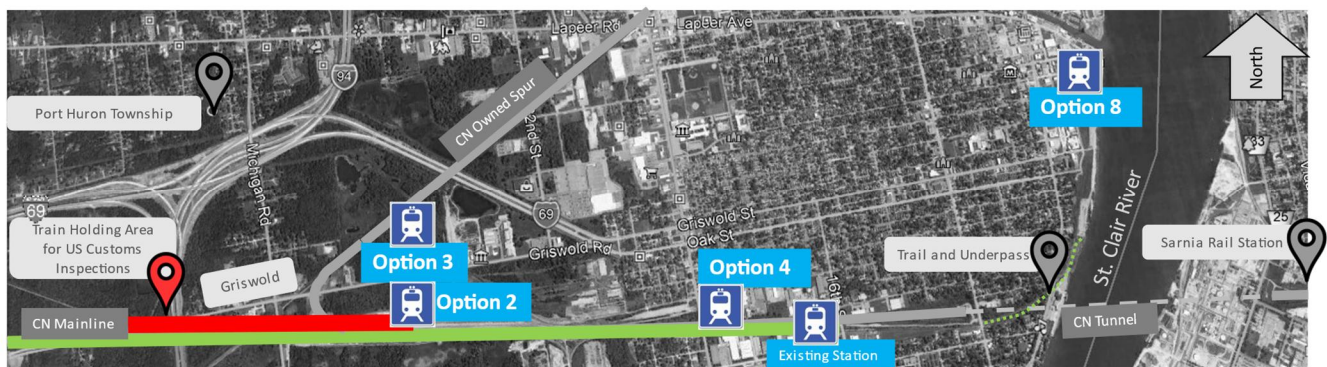 Lapeer Rd
Lapeer Ave
North
94
Port Huron Township
CN Owned Spur
2nd St
Option 8
33
Michigan Rd
69
Train Holding Area
for US Customs
Inspections
69
Griswold St
Oak St
25
Griswold Rd
Option 3
Trail and Underpass
St. Clair River
Sarnia Rail Station
Griswold
Option 4
16th S
Option 2
CN Mainline
CN Tunnel
Existing Station